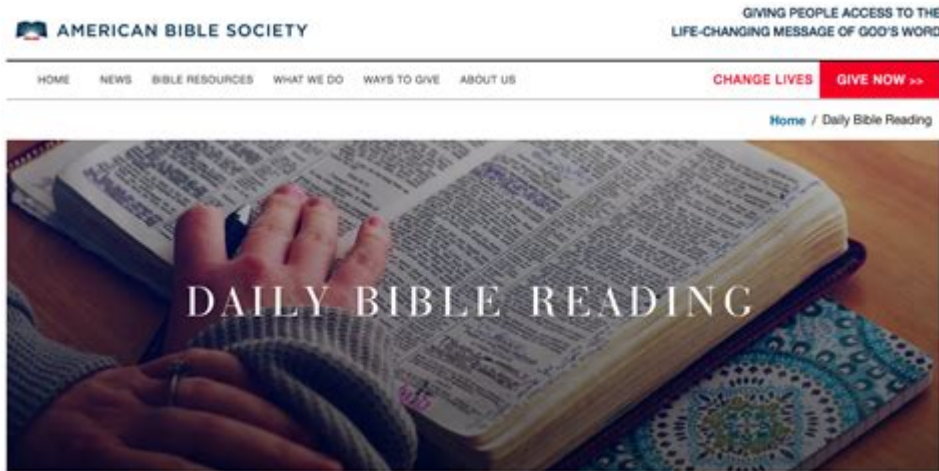 AMERICAN BIBLE SOCIETY
GIVING PEOPLE ACCESS TO THE
LIFE-CHANGING MESSAGE OF GOD'S WORD
HOME NEWS BIBLE RESOURCES WHAT WE DO WAYS TO GIVE ABOUT US CHANGE LIVES GIVE NOW >>
Home / Daily Bible Reading
DAILY BIBLE READING